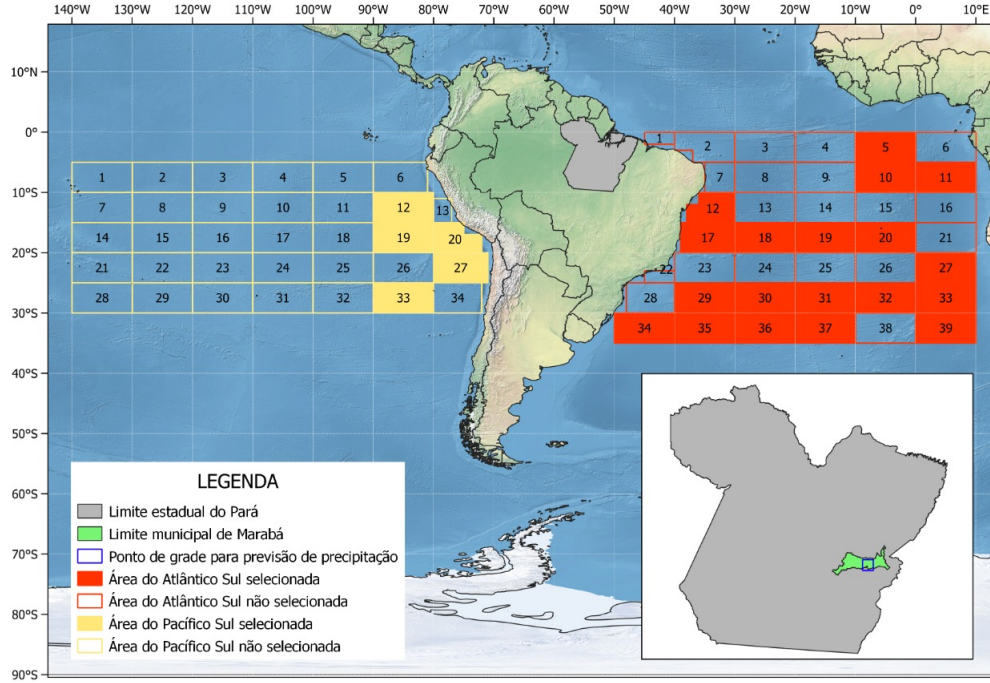 140°W 130°W 120°W 110°W 100°W 90°W 80°W 70°W 60°W 50°W 40°W 30°W 20°W 10°W 0° 10°E
10°N
0°
1 2 3 4 5 6
1 2 3 4 5 6 7 8 9 10 11
10°S
7 8 9 10 11 12 13 12 13 14 15 16
14 15 16 17 18 19 20 17 18 19 20 21
20°S
21 22 23 24 25 26 27 22 23 24 25 26 27
28 29 30 31 32 33 34 28 29 30 31 32 33
30°S
34 35 36 37 38 39
40°S
50°S
60°S
70°S
80°S
90°S
LEGENDA
Limite estadual do Pará
Limite municipal de Marabá
Ponto de grade para previsão de precipitação
Área do Atlântico Sul selecionada
Área do Atlântico Sul não selecionada
Área do Pacífico Sul selecionada
Área do Pacífico Sul não selecionada